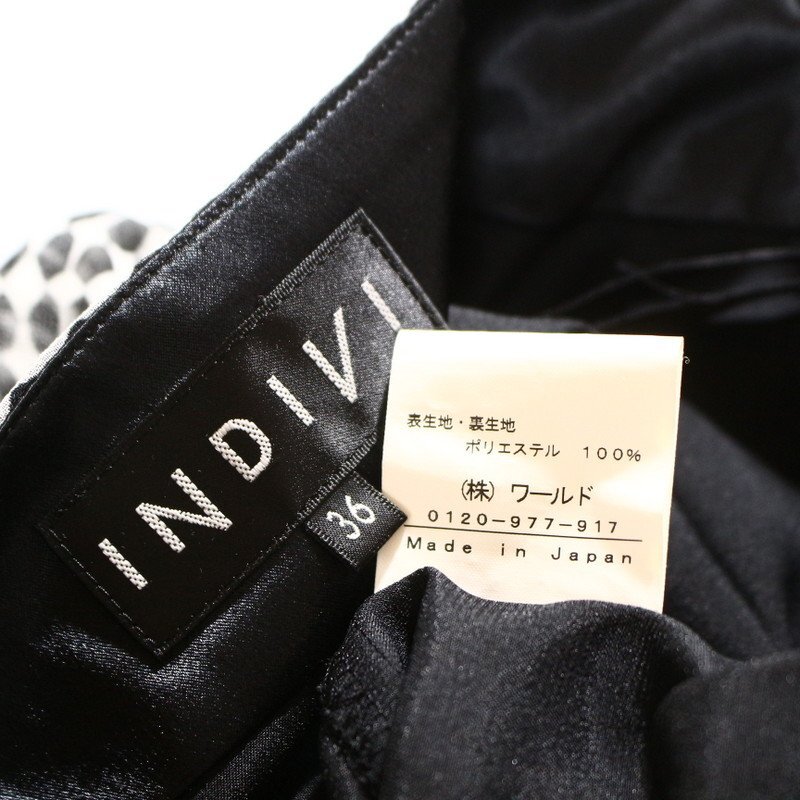 INDIVI
36
表生地・裏生地
ポリエステル 100%
(株) ワールド
0120-977-917
Made in Japan